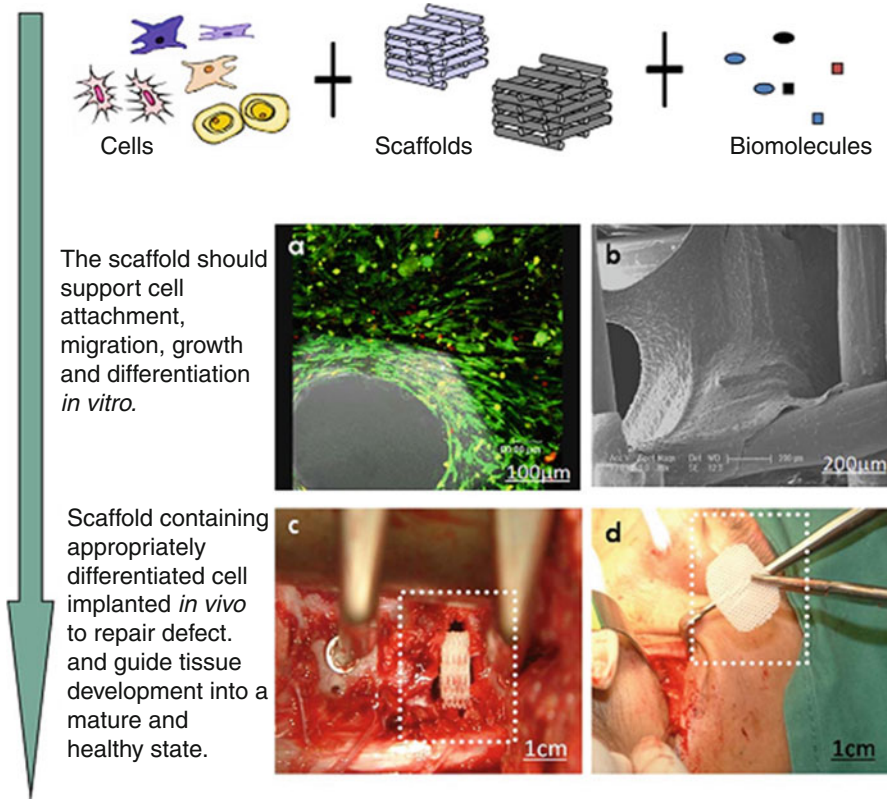 Cells
Scaffolds
Biomolecules
The scaffold should
support cell
attachment,
migration, growth
and differentiation
in vitro.
a
100µm
b
200µm
Scaffold containing
appropriately
differentiated cell
implanted in vivo
to repair defect.
and guide tissue
development into a
mature and
healthy state.
c
1cm
d
1cm